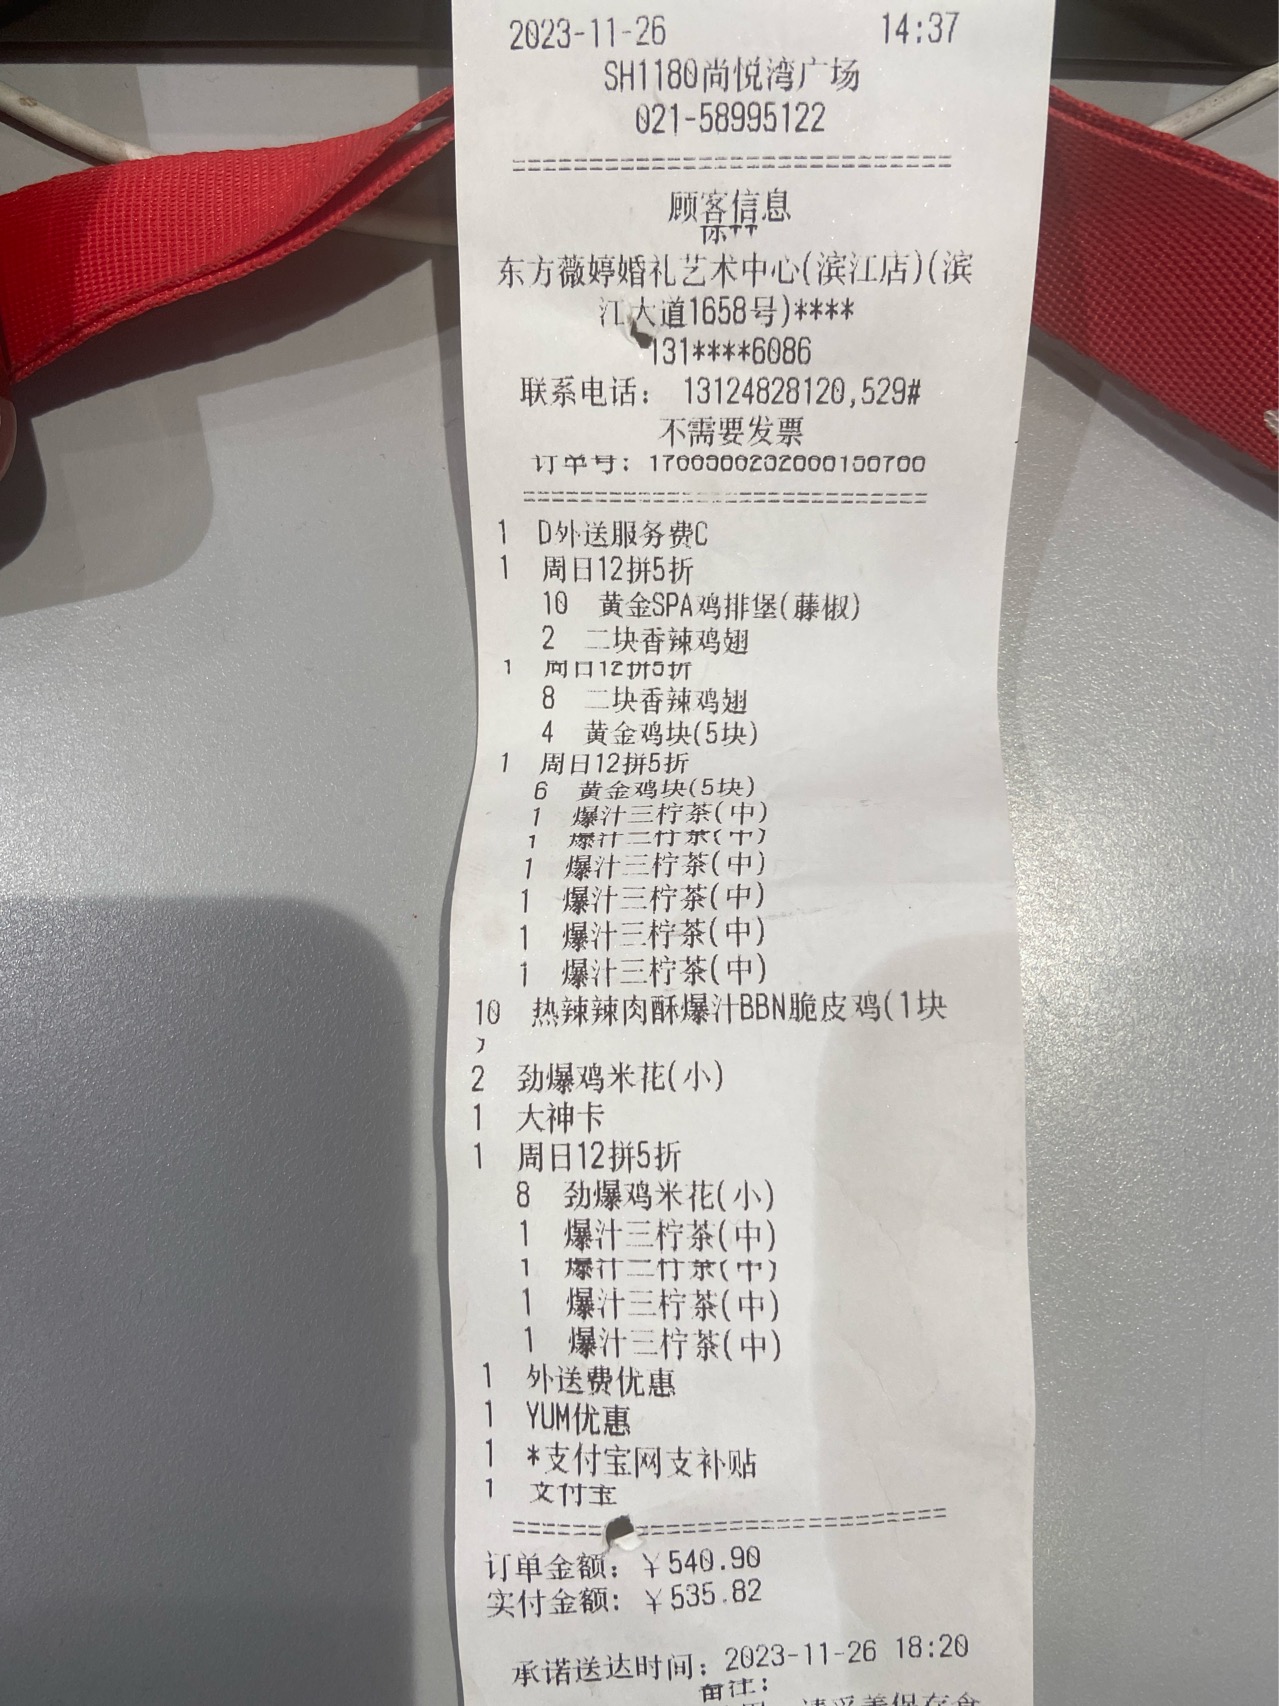 2023-11-26 14:37
SH1180尚悦湾广场
021-58995122
==============================
顾客信息
东方薇婷婚礼艺术中心(滨江店)(滨
江大道1658号)****
131****6086
联系电话： 13124828120,529#
不需要发票
订单号：
==============================
1 D外送服务费C
1 周日12拼5折
10 黄金SPA鸡排堡(藤椒)
2 二块香辣鸡翅
1 周日12拼5折
8 二块香辣鸡翅
4 黄金鸡块(5块)
1 周日12拼5折
6 黄金鸡块(5块)
1 爆汁三柠茶(中)
1 爆汁三柠茶(中)
1 爆汁三柠茶(中)
1 爆汁三柠茶(中)
1 爆汁三柠茶(中)
1 爆汁三柠茶(中)
10 热辣辣肉酥爆汁BBN脆皮鸡(1块
)
2 劲爆鸡米花(小)
1 大神卡
1 周日12拼5折
8 劲爆鸡米花(小)
1 爆汁三柠茶(中)
1 爆汁三柠茶(中)
1 爆汁三柠茶(中)
1 爆汁三柠茶(中)
1 外送费优惠
1 YUM优惠
1 *支付宝网支补贴
1 支付宝
==============================
订单金额：￥540.90
实付金额：￥535.82
承诺送达时间：2023-11-26 18:20
备注：
请妥善保存食